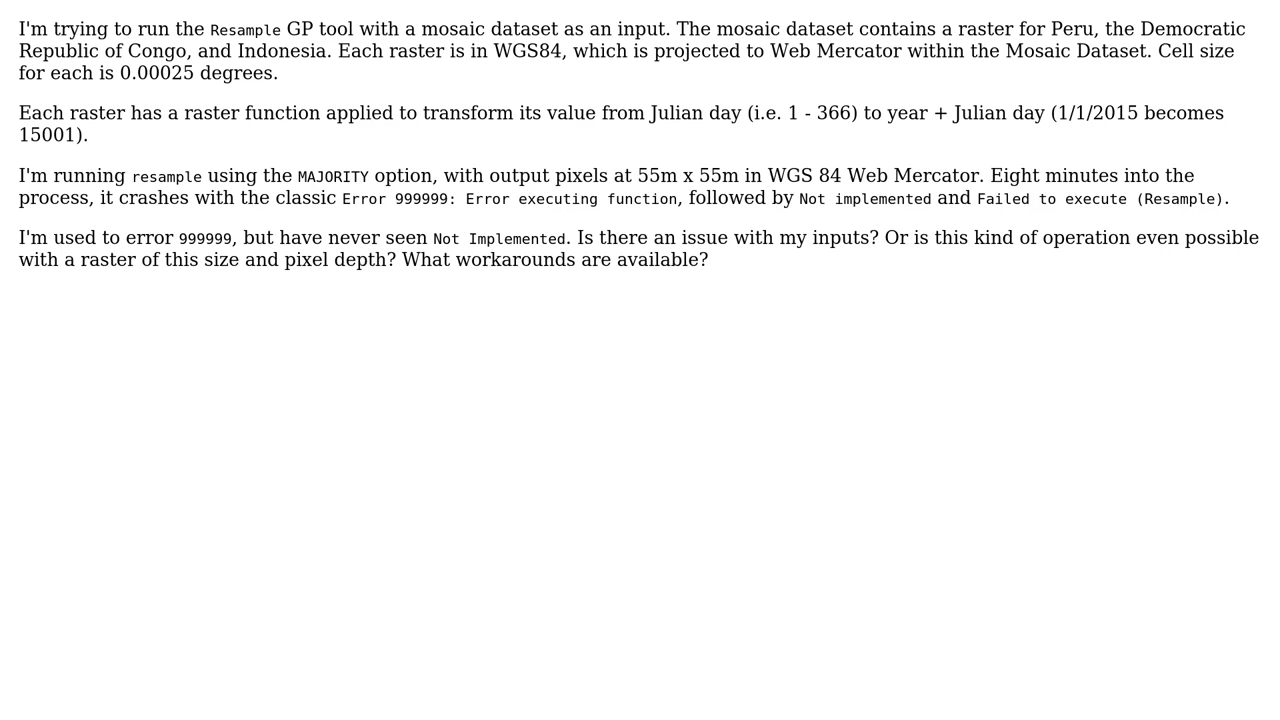 I'm trying to run the Resample GP tool with a mosaic dataset as an input. The mosaic dataset contains a raster for Peru, the Democratic
Republic of Congo, and Indonesia. Each raster is in WGS84, which is projected to Web Mercator within the Mosaic Dataset. Cell size
for each is 0.00025 degrees.
Each raster has a raster function applied to transform its value from Julian day (i.e. 1 - 366) to year + Julian day (1/1/2015 becomes
15001).
I'm running resample using the MAJORITY option, with output pixels at 55m x 55m in WGS 84 Web Mercator. Eight minutes into the
process, it crashes with the classic Error 999999: Error executing function, followed by Not implemented and Failed to execute (Resample).
I'm used to error 999999, but have never seen Not Implemented. Is there an issue with my inputs? Or is this kind of operation even possible
with a raster of this size and pixel depth? What workarounds are available?